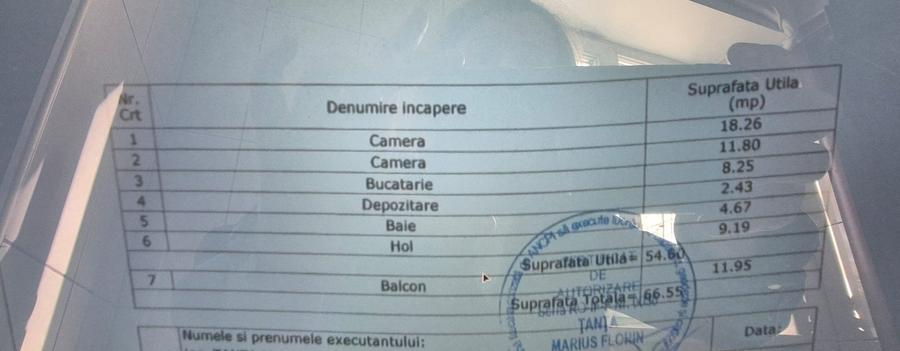 Nr. Crt Denumire incapere Suprafata Utila (mp)
1 Camera 18.26
2 Camera 11.80
3 Bucatarie 8.25
4 Depozitare 2.43
5 Baie 4.67
6 Hol 9.19
Suprafata Utilă= 54.60
7 Balcon 11.95
Suprafata Totala= 66.55
DE
AUTORIZARE
MARIUS FLORIN
Numele si prenumele executantului:
Data: